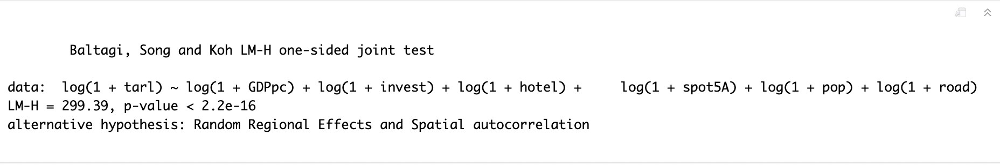 Baltagi, Song and Koh LM-H one-sided joint test
data:  log(1 + tarl) ~ log(1 + GDPpc) + log(1 + invest) + log(1 + hotel) +     log(1 + spot5A) + log(1 + pop) + log(1 + road)
LM-H = 299.39, p-value < 2.2e-16
alternative hypothesis: Random Regional Effects and Spatial autocorrelation